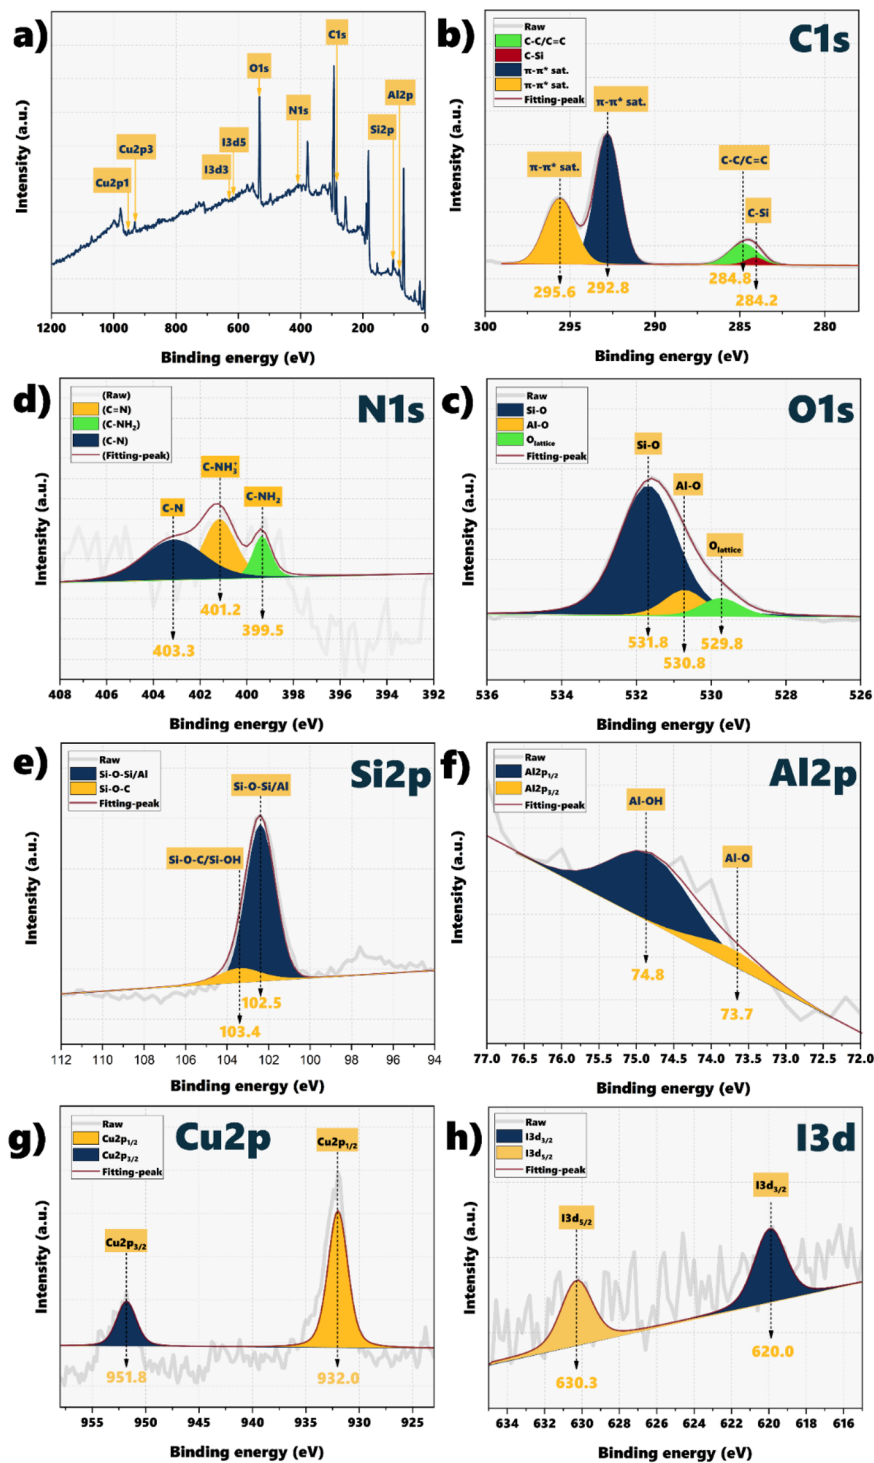 a)
C1s
O1s
Al2p
N1s
Si2p
I3d5
Cu2p3
I3d3
Cu2p1
Intensity (a.u.)
1200 1000 800 600 400 200 0
Binding energy (eV)
b)
C1s
Raw
C-C/C=C
C-Si
π-π* sat.
π-π* sat.
Fitting-peak
π-π* sat.
π-π* sat.
C-C/C=C
C-Si
295.6
292.8
284.8
284.2
Intensity (a.u.)
300 295 290 285 280
Binding energy (eV)
d)
N1s
(Raw)
(C=N)
(C-NH₂)
(C-N)
(Fitting-peak)
C-NH₃⁺
C-N
C-NH₂
403.3
401.2
399.5
Intensity (a.u.)
408 406 404 402 400 398 396 394 392
Binding energy (eV)
c)
O1s
Raw
Si-O
Al-O
Olattice
Fitting-peak
Si-O
Al-O
Olattice
531.8
530.8
529.8
Intensity (a.u.)
536 534 532 530 528 526
Binding energy (eV)
e)
Si2p
Raw
Si-O-Si/Al
Si-O-C
Fitting-peak
Si-O-Si/Al
Si-O-C/Si-OH
102.5
103.4
Intensity (a.u.)
112 110 108 106 104 102 100 98 96 94
Binding energy (eV)
f)
Al2p
Raw
Al2p1/2
Al2p3/2
Fitting-peak
Al-OH
Al-O
74.8
73.7
Intensity (a.u.)
77.0 76.5 76.0 75.5 75.0 74.5 74.0 73.5 73.0 72.5 72.0
Binding energy (eV)
g)
Cu2p
Raw
Cu2p1/2
Cu2p3/2
Fitting-peak
Cu2p1/2
Cu2p3/2
951.8
932.0
Intensity (a.u.)
955 950 945 940 935 930 925
Binding energy (eV)
h)
I3d
Raw
I3d3/2
I3d5/2
Fitting-peak
I3d3/2
I3d5/2
620.0
630.3
Intensity (a.u.)
634 632 630 628 626 624 622 620 618 616
Binding energy (eV)